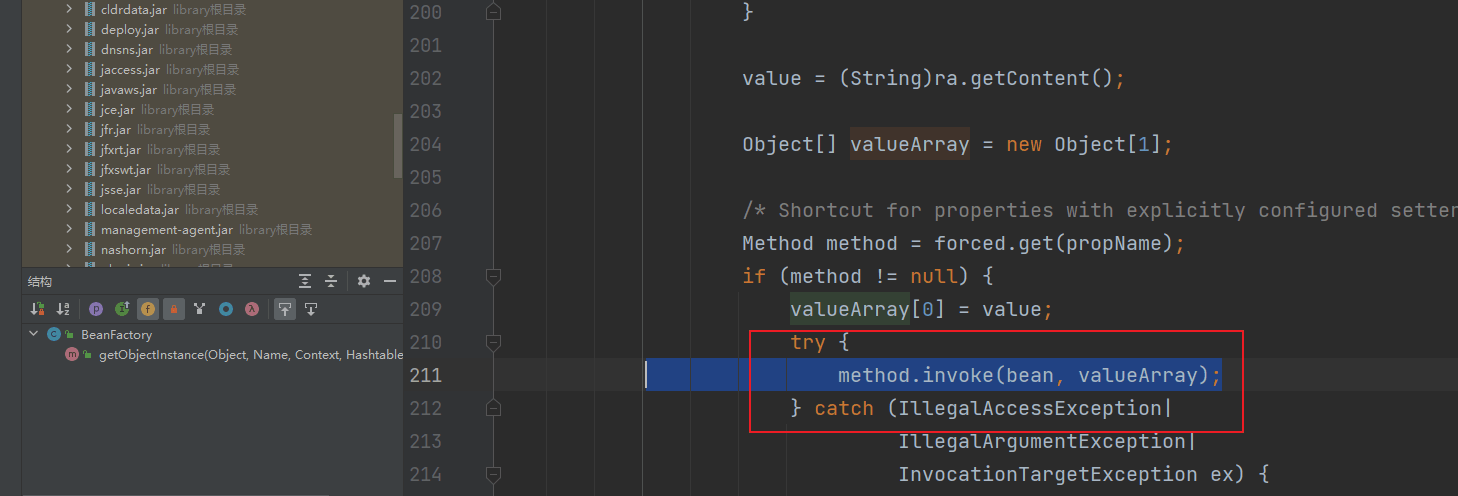 cldrdata.jar library根目录
deploy.jar library根目录
dnsns.jar library根目录
jaccess.jar library根目录
javaws.jar library根目录
jce.jar library根目录
jfr.jar library根目录
jfxrt.jar library根目录
jfxswt.jar library根目录
jsse.jar library根目录
localedata.jar library根目录
management-agent.jar library根目录
nashorn.jar library根目录
结构
BeanFactory
getObjectInstance(Object, Name, Context, Hashtable
200 }
201
202 value = (String)ra.getContent();
203
204 Object[] valueArray = new Object[1];
205
206 /* Shortcut for properties with explicitly configured setter
207 Method method = forced.get(propName);
208 if (method != null) {
209 valueArray[0] = value;
210 try {
211 method.invoke(bean, valueArray);
212 } catch (IllegalAccessException|
213 IllegalArgumentException|
214 InvocationTargetException ex) {